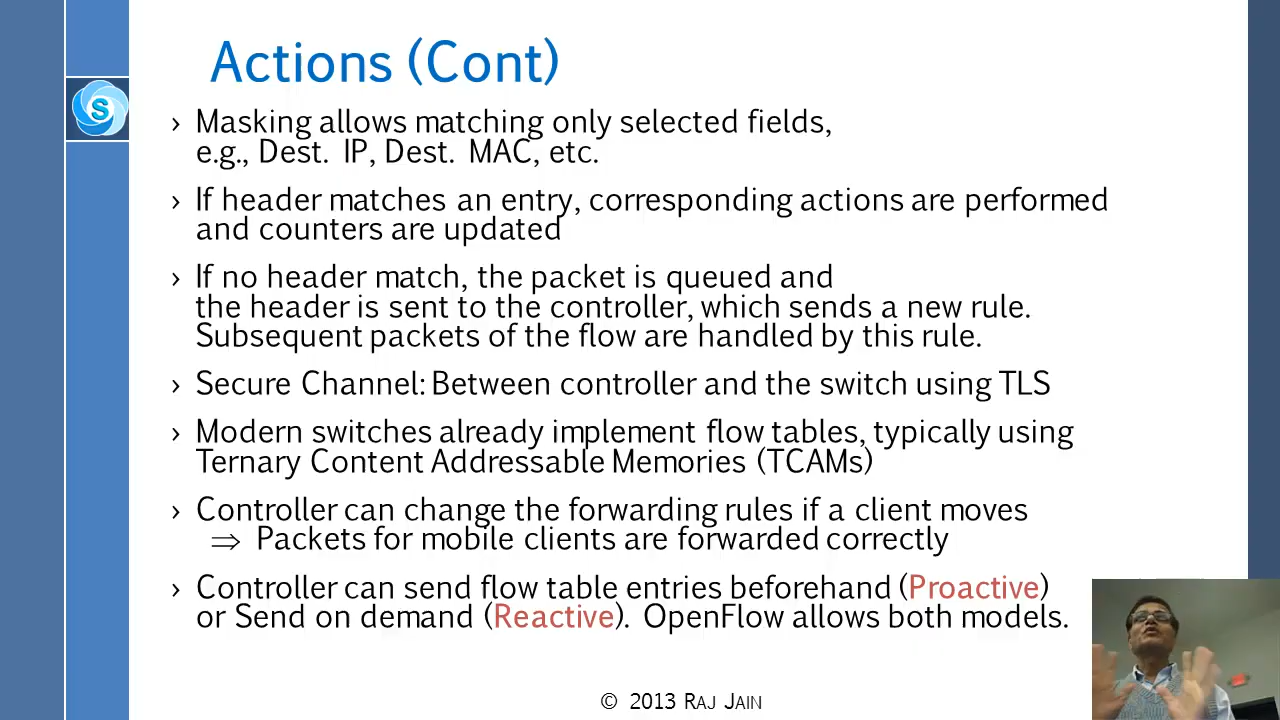 Actions (Cont)
S
› Masking allows matching only selected fields,
e.g., Dest. IP, Dest. MAC, etc.
› If header matches an entry, corresponding actions are performed
and counters are updated
› If no header match, the packet is queued and
the header is sent to the controller, which sends a new rule.
Subsequent packets of the flow are handled by this rule.
› Secure Channel: Between controller and the switch using TLS
› Modern switches already implement flow tables, typically using
Ternary Content Addressable Memories (TCAMs)
› Controller can change the forwarding rules if a client moves
⇒ Packets for mobile clients are forwarded correctly
› Controller can send flow table entries beforehand (Proactive)
or Send on demand (Reactive). OpenFlow allows both models.
© 2013 RAJ JAIN